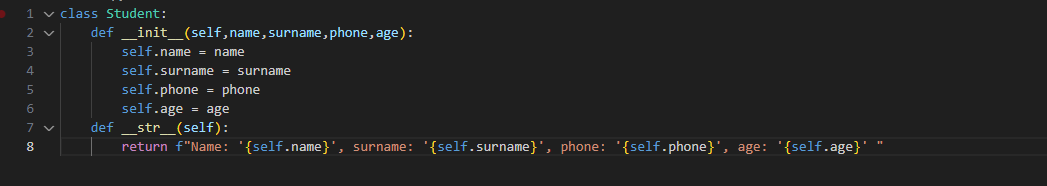 1 class Student:
2     def __init__(self,name,surname,phone,age):
3         self.name = name
4         self.surname = surname
5         self.phone = phone
6         self.age = age
7     def __str__(self):
8         return f"Name: '{self.name}', surname: '{self.surname}', phone: '{self.phone}', age: '{self.age}' "